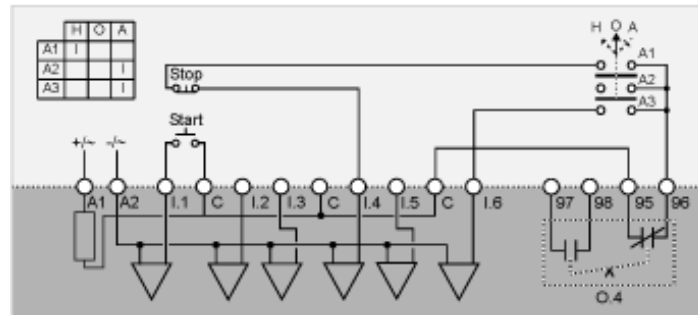 H O A
A1 I
A2 I
A3 I
H O A
A1
A2
A3
Stop
Start
+/~ -/~
A1 A2 I.1 C I.2 I.3 C I.4 I.5 C I.6 97 98 95 96
O.4